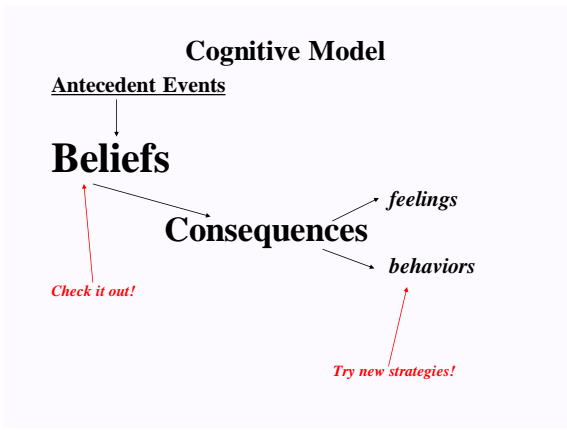 Cognitive Model
Antecedent Events
Beliefs
feelings
Consequences
behaviors
Check it out!
Try new strategies!